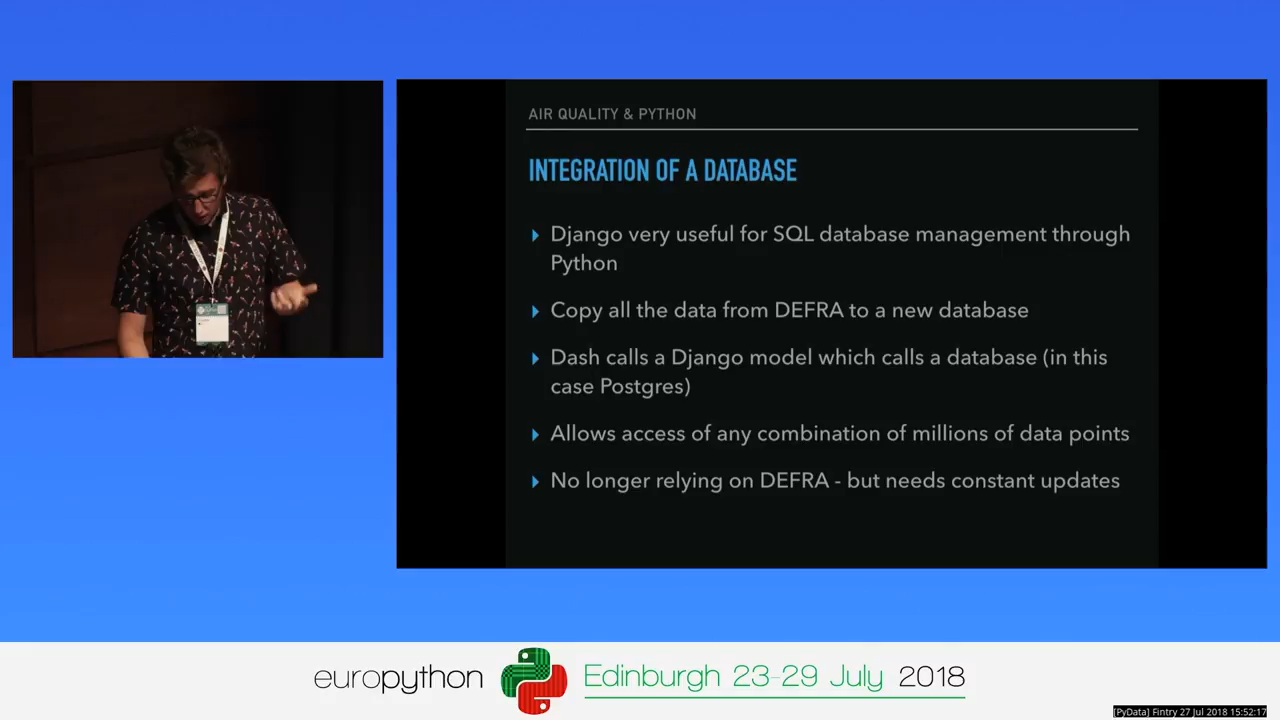 AIR QUALITY & PYTHON
INTEGRATION OF A DATABASE
Django very useful for SQL database management through
Python
Copy all the data from DEFRA to a new database
Dash calls a Django model which calls a database (in this
case Postgres)
Allows access of any combination of millions of data points
No longer relying on DEFRA - but needs constant updates
europython
Edinburgh 23-29 July 2018
[PyData] Fintry 27 Jul 2018 15:52:17